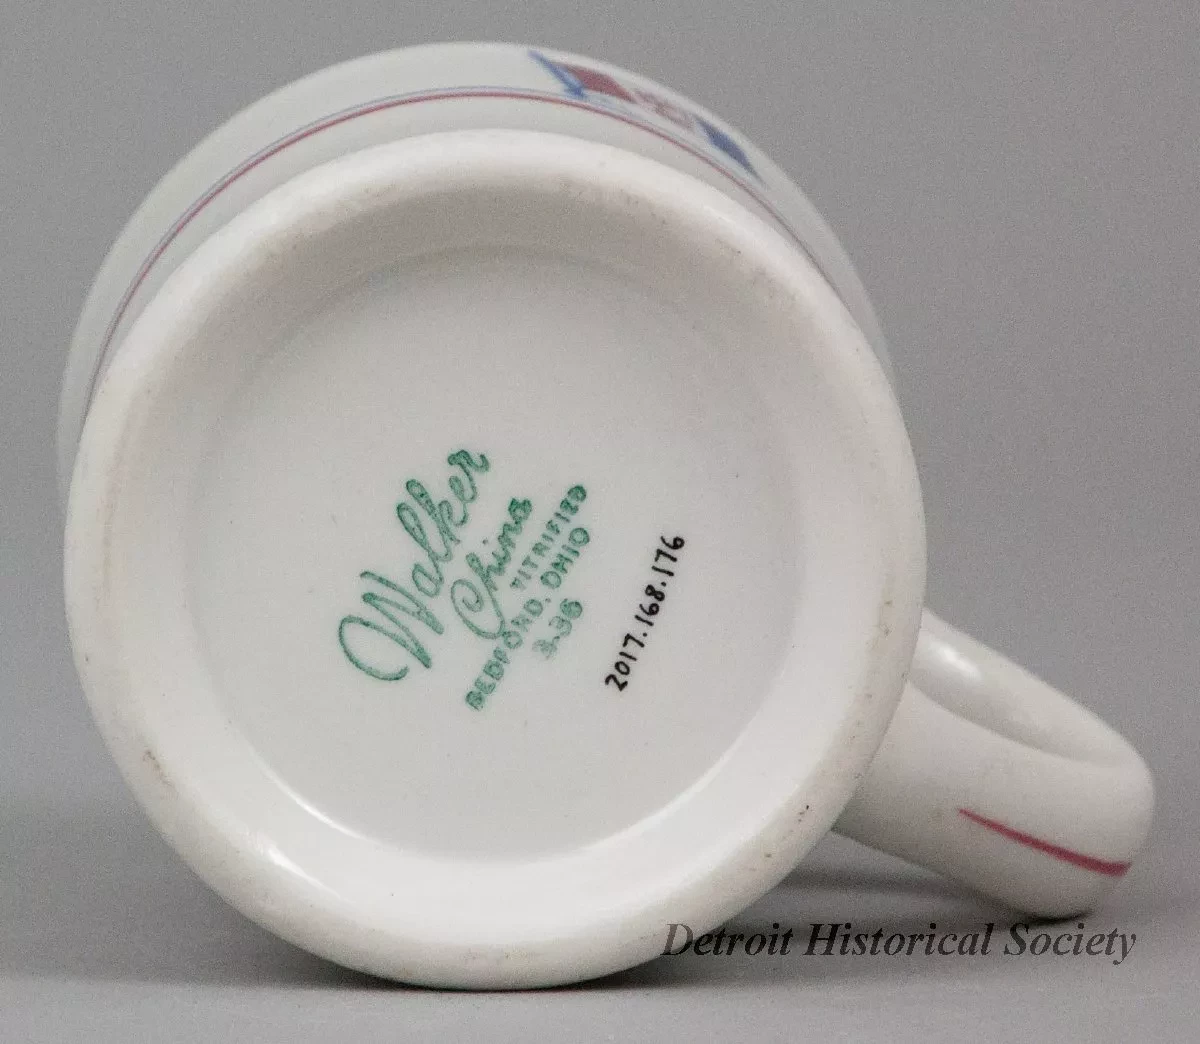 Walker
China
VITRIFIED
BEDFORD, OHIO
3-36
2017.168.176
Detroit Historical Society